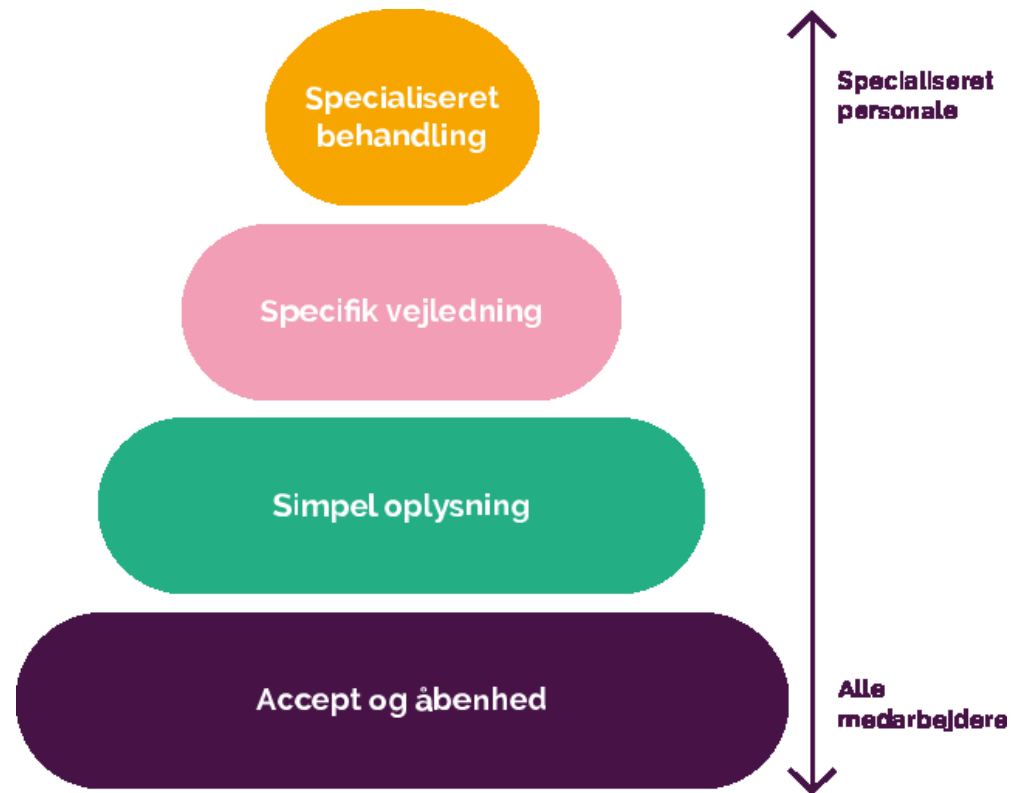 Specialiseret
behandling
Specialiseret
personale
Specifik vejledning
Simpel oplysning
Accept og åbenhed
Alle
medarbejdere